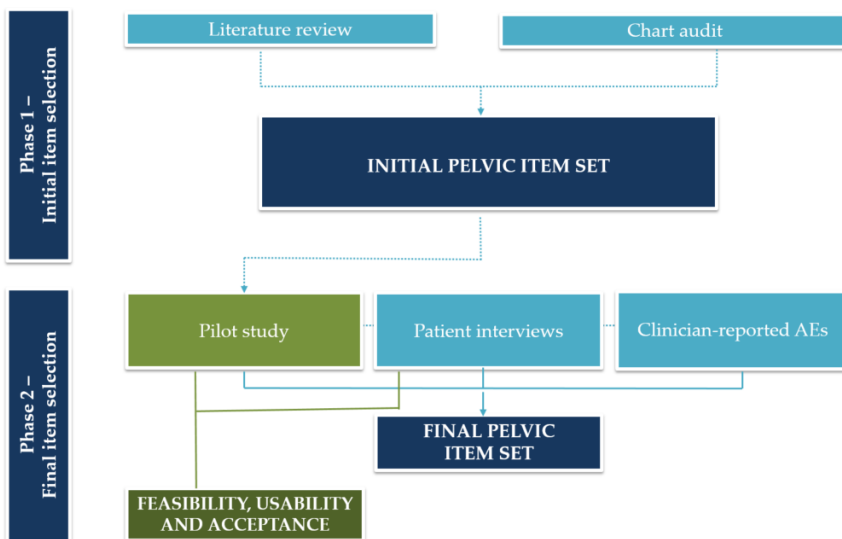 Literature review
Chart audit
Phase 1 –
Initial item selection
INITIAL PELVIC ITEM SET
Pilot study
Patient interviews
Clinician-reported AEs
Phase 2 –
Final item selection
FINAL PELVIC
ITEM SET
FEASIBILITY, USABILITY
AND ACCEPTANCE